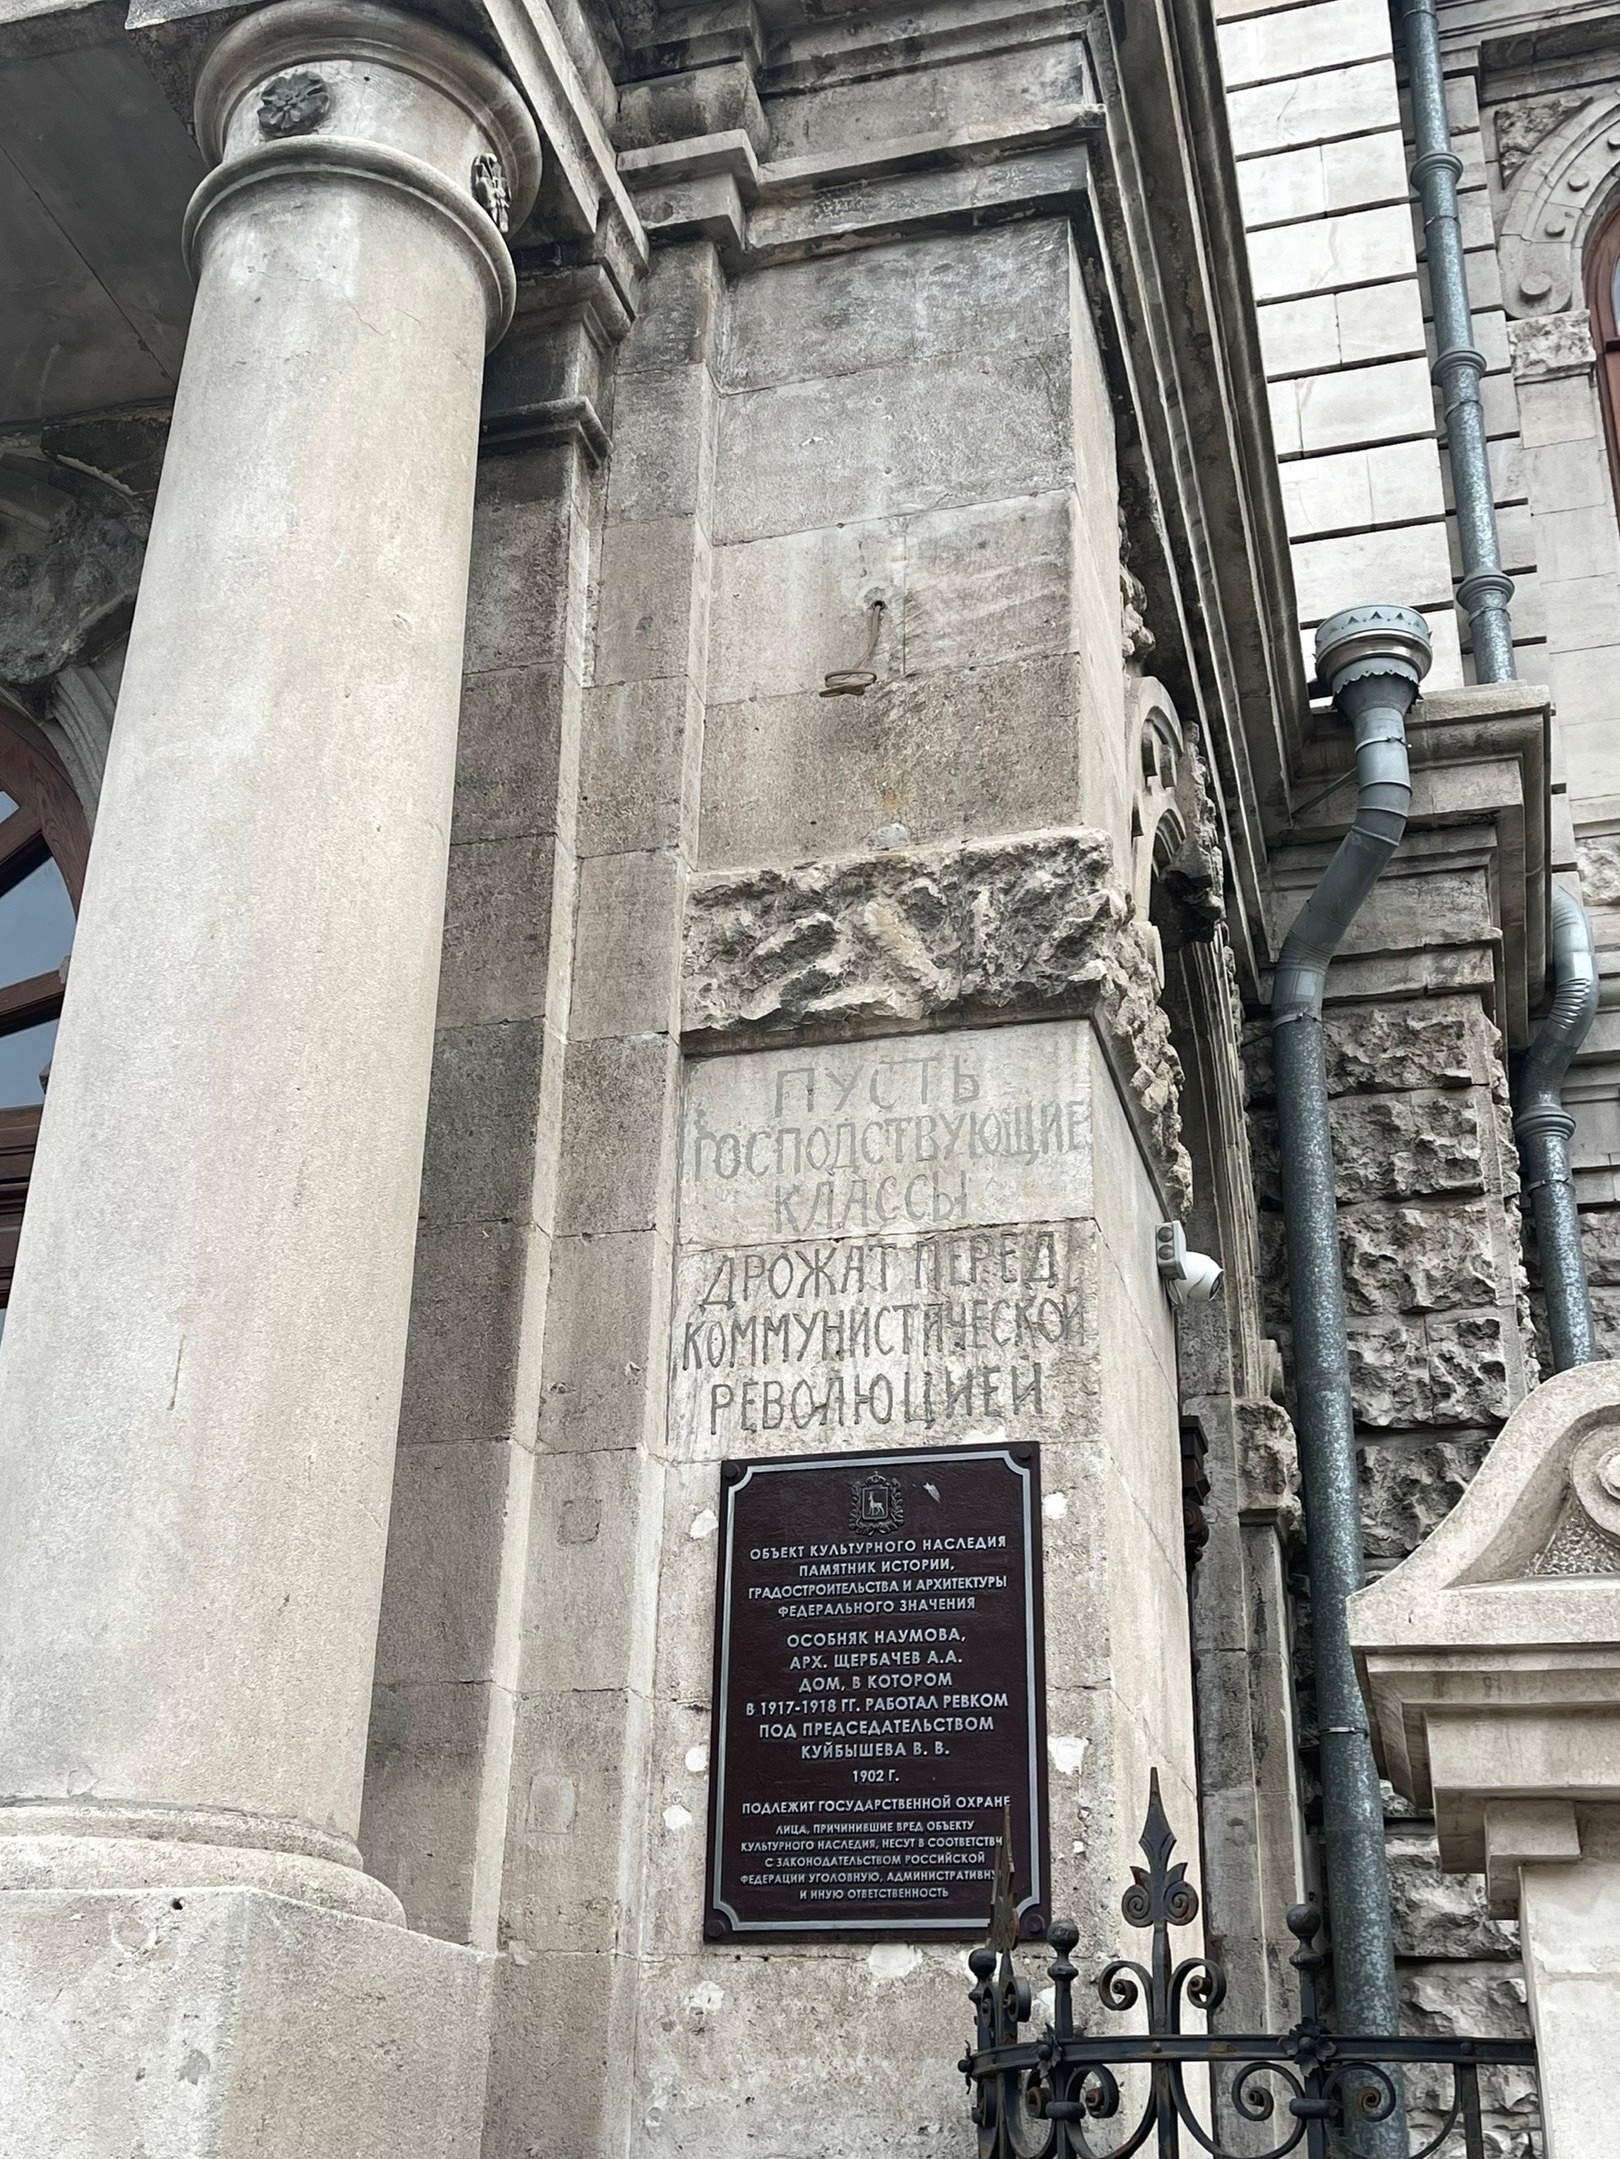 ПУСТЬ
ГОСПОДСТВУЮЩИЕ
КЛАССЫ
ДРОЖАТ ПЕРЕД
КОММУНИСТИЧЕСКОЙ
РЕВОЛЮЦИЕЙ
ОБЪЕКТ КУЛЬТУРНОГО НАСЛЕДИЯ
ПАМЯТНИК ИСТОРИИ,
ГРАДОСТРОИТЕЛЬСТВА И АРХИТЕКТУРЫ
ФЕДЕРАЛЬНОГО ЗНАЧЕНИЯ
ОСОБНЯК НАУМОВА,
АРХ. ЩЕРБАЧЕВ А.А.
ДОМ, В КОТОРОМ
В 1917-1918 ГГ. РАБОТАЛ РЕВКОМ
ПОД ПРЕДСЕДАТЕЛЬСТВОМ
КУЙБЫШЕВА В. В.
1902 Г.
ПОДЛЕЖИТ ГОСУДАРСТВЕННОЙ ОХРАНЕ
ЛИЦА, ПРИЧИНИВШИЕ ВРЕД ОБЪЕКТУ
КУЛЬТУРНОГО НАСЛЕДИЯ, НЕСУТ В СООТВЕТСТВИ
С ЗАКОНОДАТЕЛЬСТВОМ РОССИЙСКОЙ
ФЕДЕРАЦИИ УГОЛОВНУЮ, АДМИНИСТРАТИВНУ
И ИНУЮ ОТВЕТСТВЕННОСТЬ